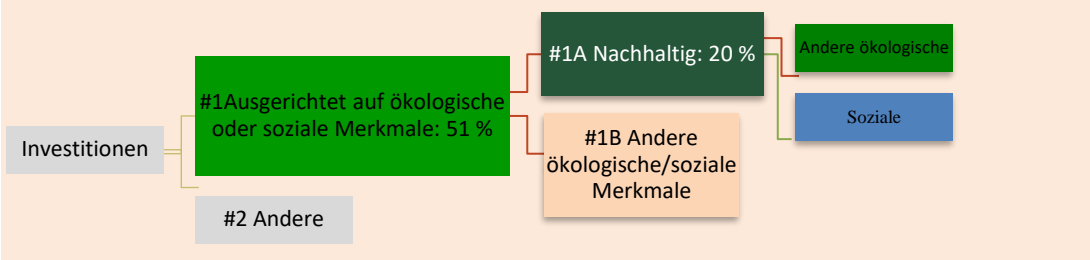 Investitionen
#1Ausgerichtet auf ökologische
oder soziale Merkmale: 51 %
#2 Andere
#1A Nachhaltig: 20 %
#1B Andere
ökologische/soziale
Merkmale
Andere ökologische
Soziale